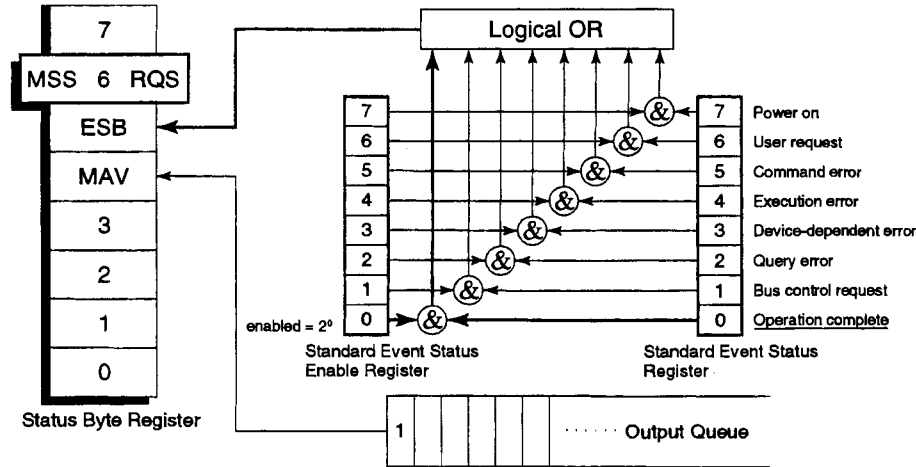 Logical OR
7
MSS 6 RQS
ESB
MAV
3
2
1
0
Status Byte Register
7
6
5
4
3
2
1
0
enabled = 2⁰
Standard Event Status
Enable Register
&
&
&
&
&
&
&
&
7 Power on
6 User request
5 Command error
4 Execution error
3 Device-dependent error
2 Query error
1 Bus control request
0 Operation complete
Standard Event Status
Register
1 ...... Output Queue